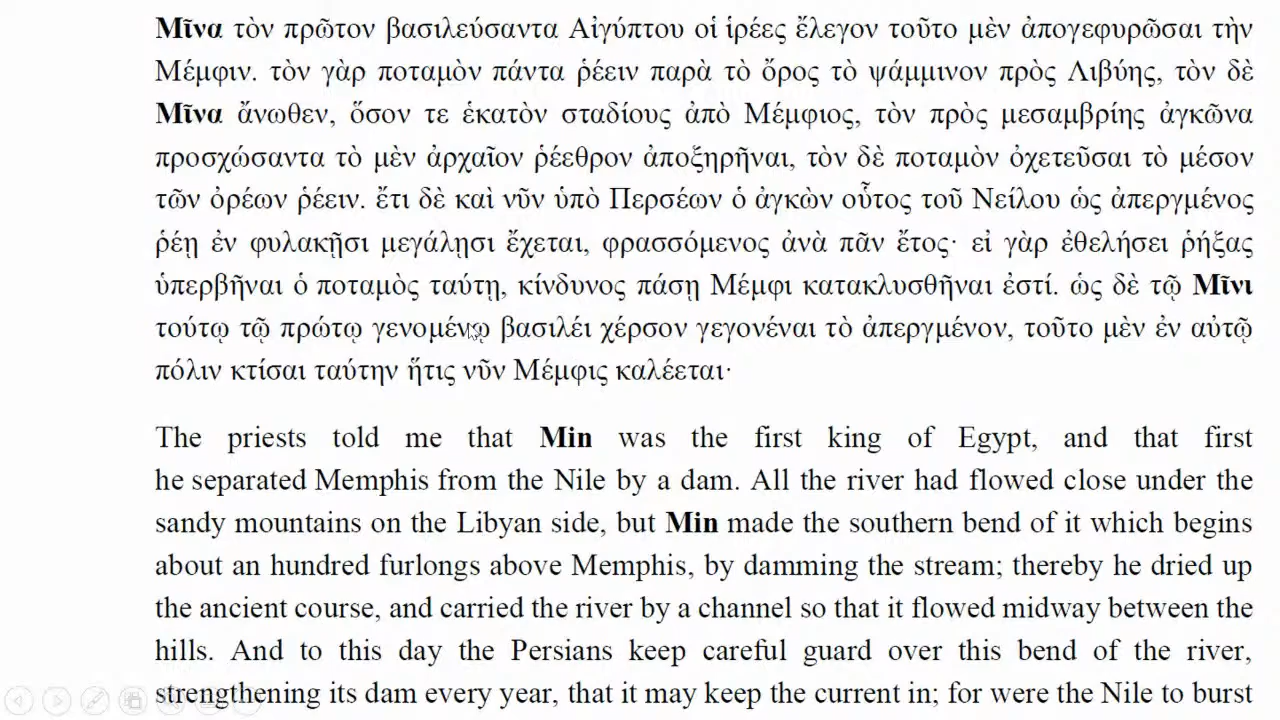 Μῖνα τὸν πρῶτον βασιλεύσαντα Αἰγύπτου οἱ ἱρέες ἔλεγον τοῦτο μὲν ἀπογεφυρῶσαι τὴν
Μέμφιν. τὸν γὰρ ποταμὸν πάντα ῥέειν παρὰ τὸ ὄρος τὸ ψάμμινον πρὸς Λιβύης, τὸν δὲ
Μῖνα ἄνωθεν, ὅσον τε ἑκατὸν σταδίους ἀπὸ Μέμφιος, τὸν πρὸς μεσαμβρίης ἀγκῶνα
προσχώσαντα τὸ μὲν ἀρχαῖον ῥέεθρον ἀποξηρῆναι, τὸν δὲ ποταμὸν ὀχετεῦσαι τὸ μέσον
τῶν ὀρέων ῥέειν. ἔτι δὲ καὶ νῦν ὑπὸ Περσέων ὁ ἀγκὼν οὗτος τοῦ Νείλου ὡς ἀπεργμένος
ῥέῃ ἐν φυλακῇσι μεγάλῃσι ἔχεται, φρασσόμενος ἀνὰ πᾶν ἔτος· εἰ γὰρ ἐθελήσει ῥήξας
ὑπερβῆναι ὁ ποταμὸς ταύτῃ, κίνδυνος πάσῃ Μέμφι κατακλυσθῆναι ἐστί. ὡς δὲ τῷ Μῖνι
τούτῳ τῷ πρώτῳ γενομένῳ βασιλέι χέρσον γεγονέναι τὸ ἀπεργμένον, τοῦτο μὲν ἐν αὐτῷ
πόλιν κτίσαι ταύτην ἥτις νῦν Μέμφις καλέεται·
The priests told me that Min was the first king of Egypt, and that first
he separated Memphis from the Nile by a dam. All the river had flowed close under the
sandy mountains on the Libyan side, but Min made the southern bend of it which begins
about an hundred furlongs above Memphis, by damming the stream; thereby he dried up
the ancient course, and carried the river by a channel so that it flowed midway between the
hills. And to this day the Persians keep careful guard over this bend of the river,
strengthening its dam every year, that it may keep the current in; for were the Nile to burst